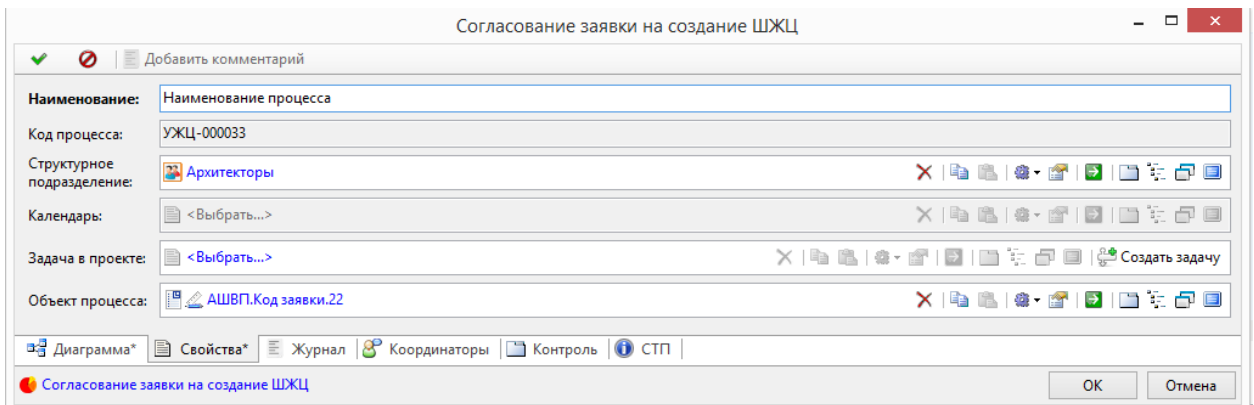 Согласование заявки на создание ШЖЦ
Добавить комментарий
Наименование: Наименование процесса
Код процесса: УЖЦ-000033
Структурное
подразделение: Архитекторы
Календарь: <Выбрать...>
Задача в проекте: <Выбрать...> Создать задачу
Объект процесса: АШВП.Код заявки.22
Диаграмма* Свойства* Журнал Координаторы Контроль СТП
Согласование заявки на создание ШЖЦ ОК Отмена